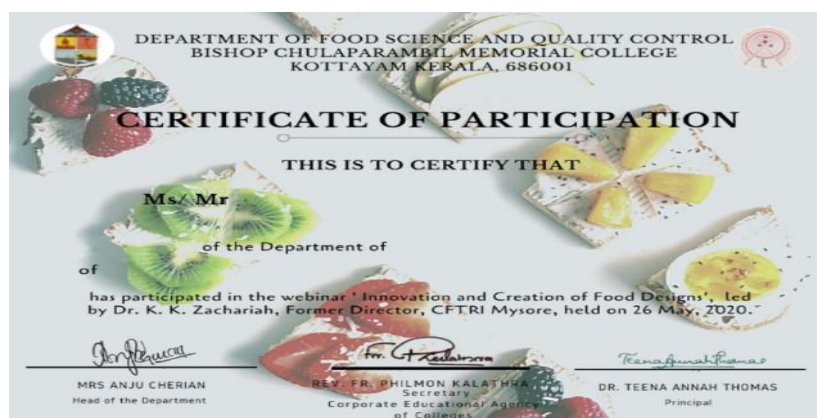 DEPARTMENT OF FOOD SCIENCE AND QUALITY CONTROL
BISHOP CHULAPARAMBIL MEMORIAL COLLEGE
KOTTAYAM KERALA, 686001
CERTIFICATE OF PARTICIPATION
THIS IS TO CERTIFY THAT
Ms/ Mr
of the Department of
of
has participated in the webinar ' Innovation and Creation of Food Designs', led
by Dr. K. K. Zachariah, Former Director, CFTRI Mysore, held on 26 May, 2020.
Teena Annah Thomas
MRS ANJU CHERIAN
Head of the Department
REV. FR. PHILMON KALATHRA
Secretary
Corporate Educational Agency
of Colleges
DR. TEENA ANNAH THOMAS
Principal